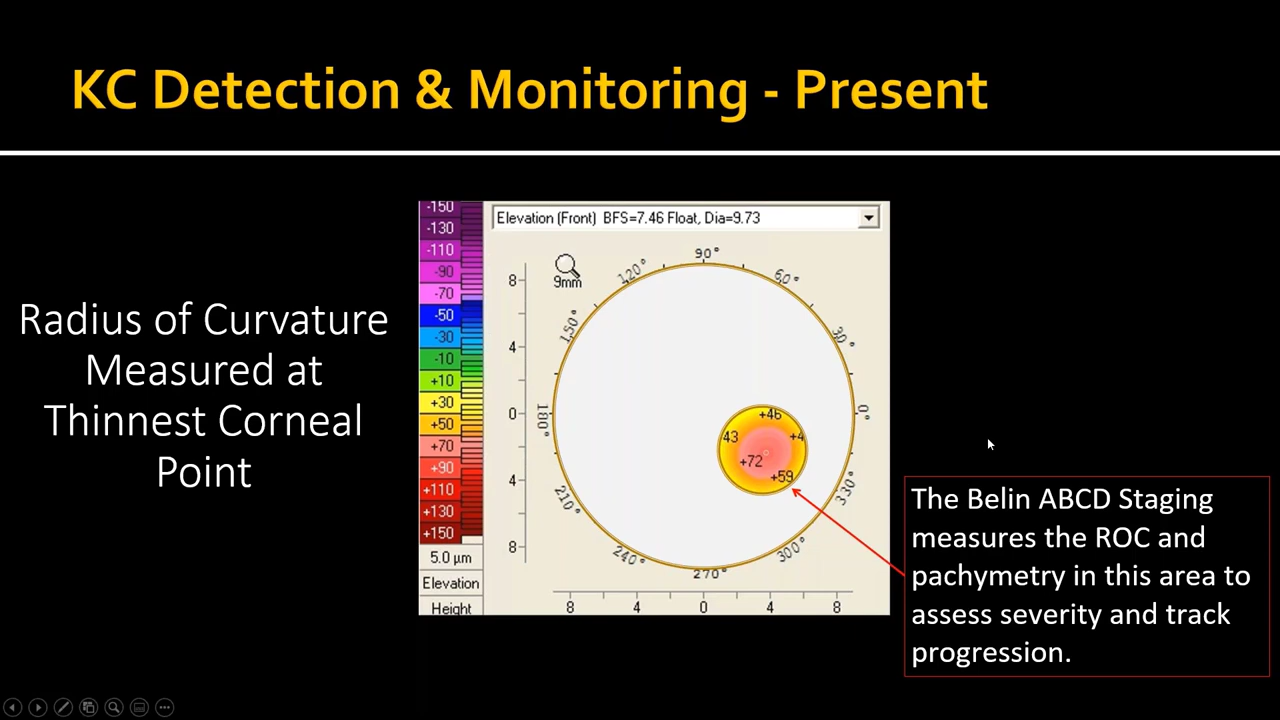 KC Detection & Monitoring - Present
Radius of Curvature
Measured at
Thinnest Corneal
Point
-150
-130
-110
-90
-70
-50
-30
-10
+10
+30
+50
+70
+90
+110
+130
+150
5.0 µm
Elevation
Height
Elevation (Front) BFS=7.46 Float, Dia=9.73
9mm
90°
120°
60°
150°
30°
180°
0°
210°
330°
240°
300°
270°
8
4
0
4
8
+46
43
+4
+72
+59
8
4
0
4
8
The Belin ABCD Staging
measures the ROC and
pachymetry in this area to
assess severity and track
progression.